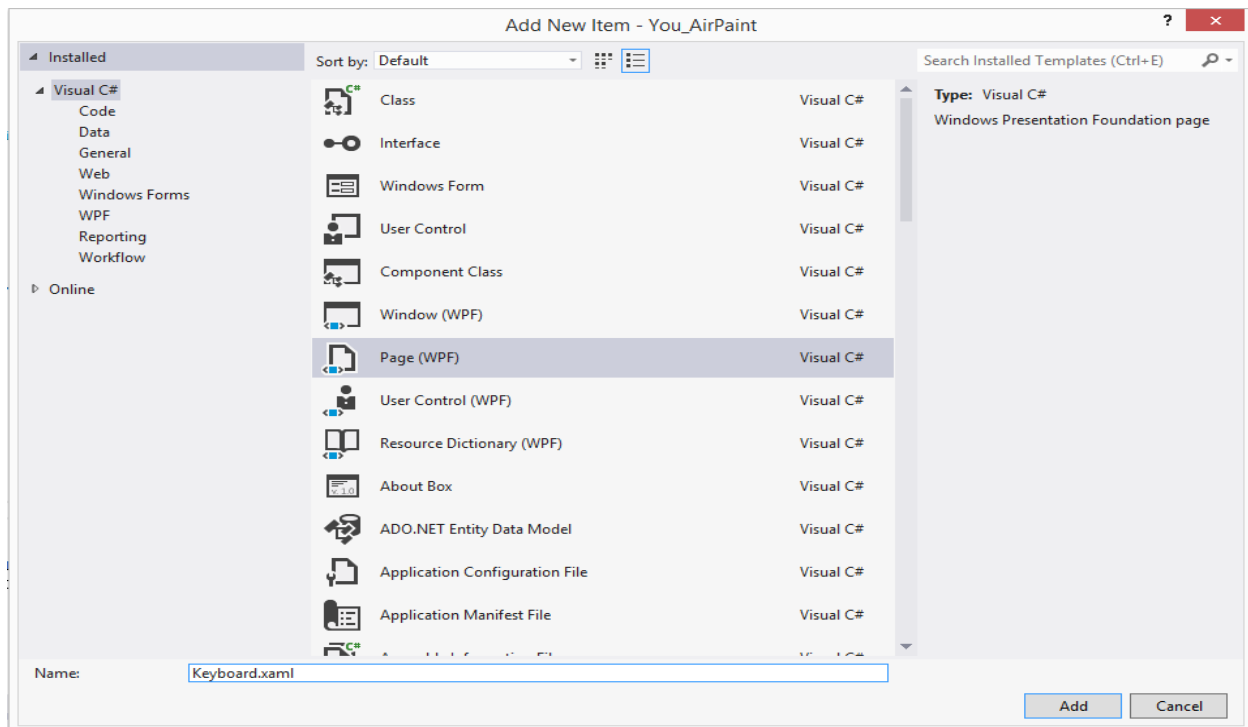 Add New Item - You_AirPaint
?
Installed
Visual C#
Code
Data
General
Web
Windows Forms
WPF
Reporting
Workflow
Online
Sort by: Default
Class Visual C#
Interface Visual C#
Windows Form Visual C#
User Control Visual C#
Component Class Visual C#
Window (WPF) Visual C#
Page (WPF) Visual C#
User Control (WPF) Visual C#
Resource Dictionary (WPF) Visual C#
About Box Visual C#
ADO.NET Entity Data Model Visual C#
Application Configuration File Visual C#
Application Manifest File Visual C#
Search Installed Templates (Ctrl+E)
Type: Visual C#
Windows Presentation Foundation page
Name: Keyboard.xaml
Add Cancel